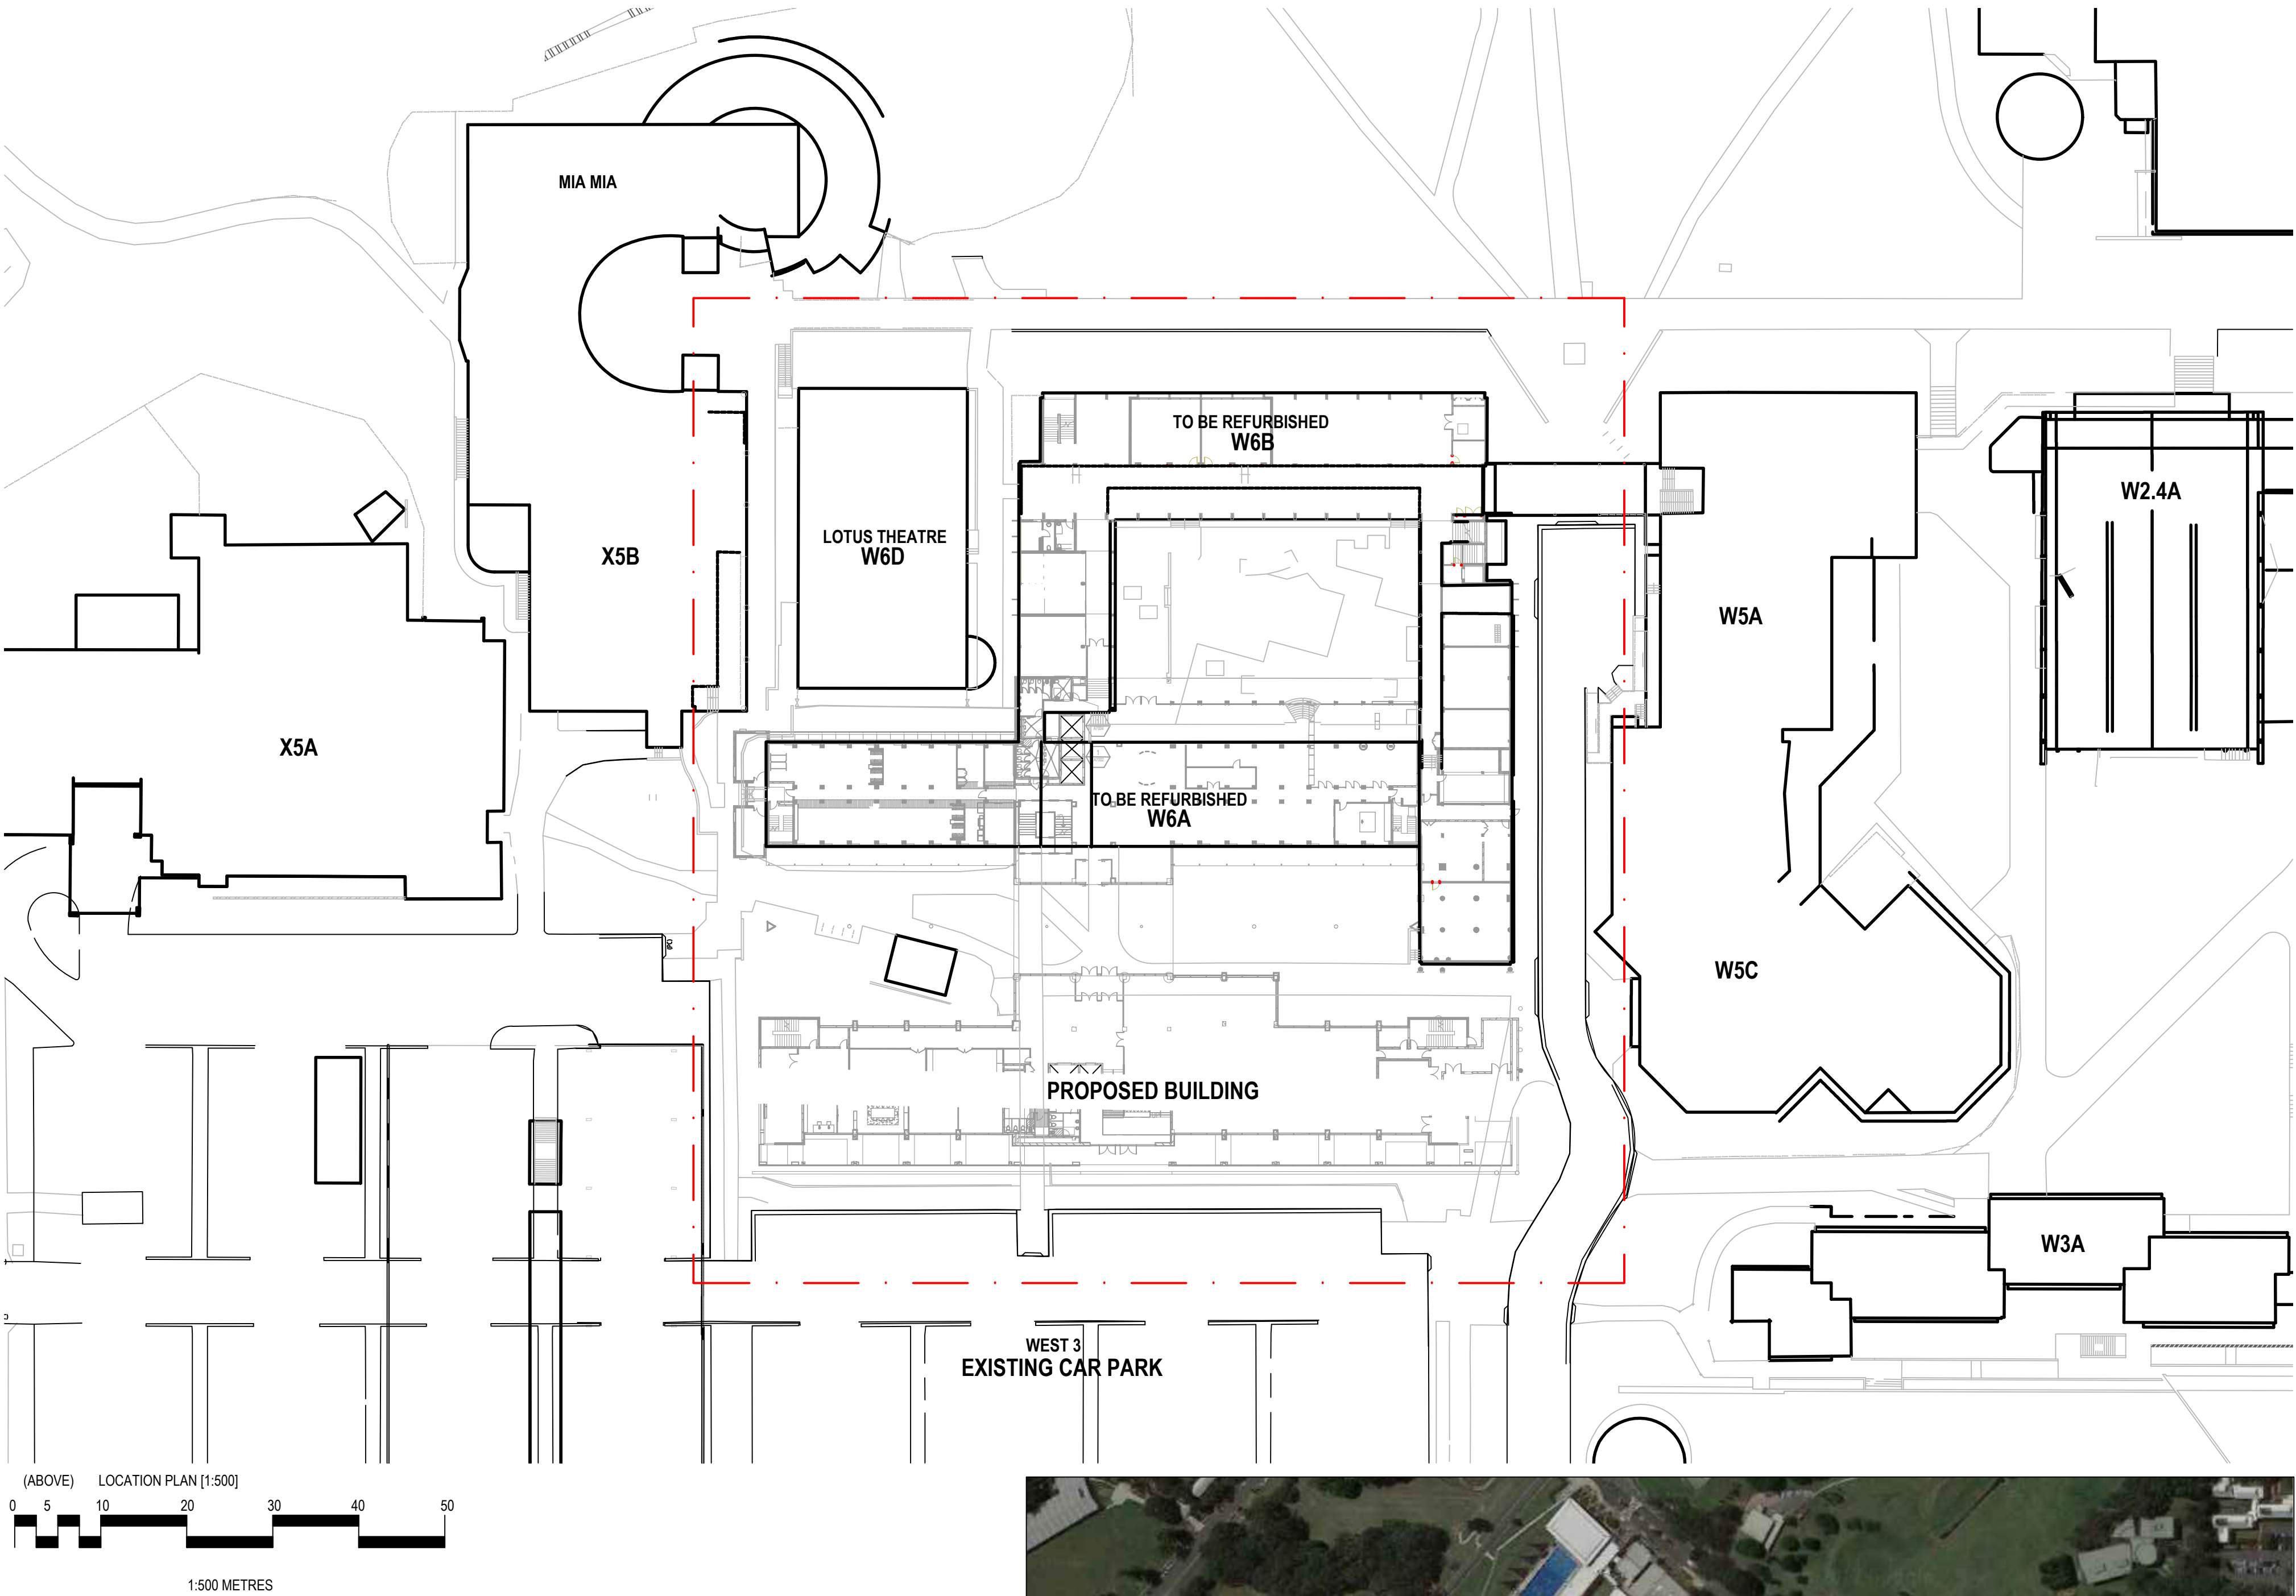 MIA MIA
TO BE REFURBISHED
W6B
W2.4A
LOTUS THEATRE
W6D
X5B
W5A
X5A
TO BE REFURBISHED
W6A
W5C
PROPOSED BUILDING
W3A
WEST 3
EXISTING CAR PARK
(ABOVE) LOCATION PLAN [1:500]
0 5 10 20 30 40 50
1:500 METRES